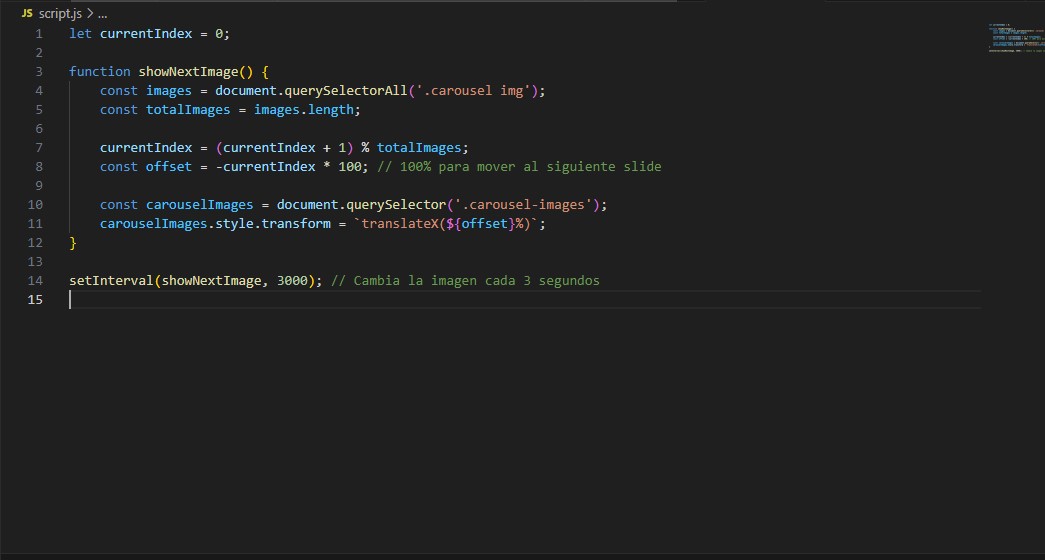 JS script.js > ...
1 let currentIndex = 0;
2
3 function showNextImage() {
4     const images = document.querySelectorAll('.carousel img');
5     const totalImages = images.length;
6
7     currentIndex = (currentIndex + 1) % totalImages;
8     const offset = -currentIndex * 100; // 100% para mover al siguiente slide
9
10     const carouselImages = document.querySelector('.carousel-images');
11     carouselImages.style.transform = `translateX(${offset}%)`;
12 }
13
14 setInterval(showNextImage, 3000); // Cambia la imagen cada 3 segundos
15